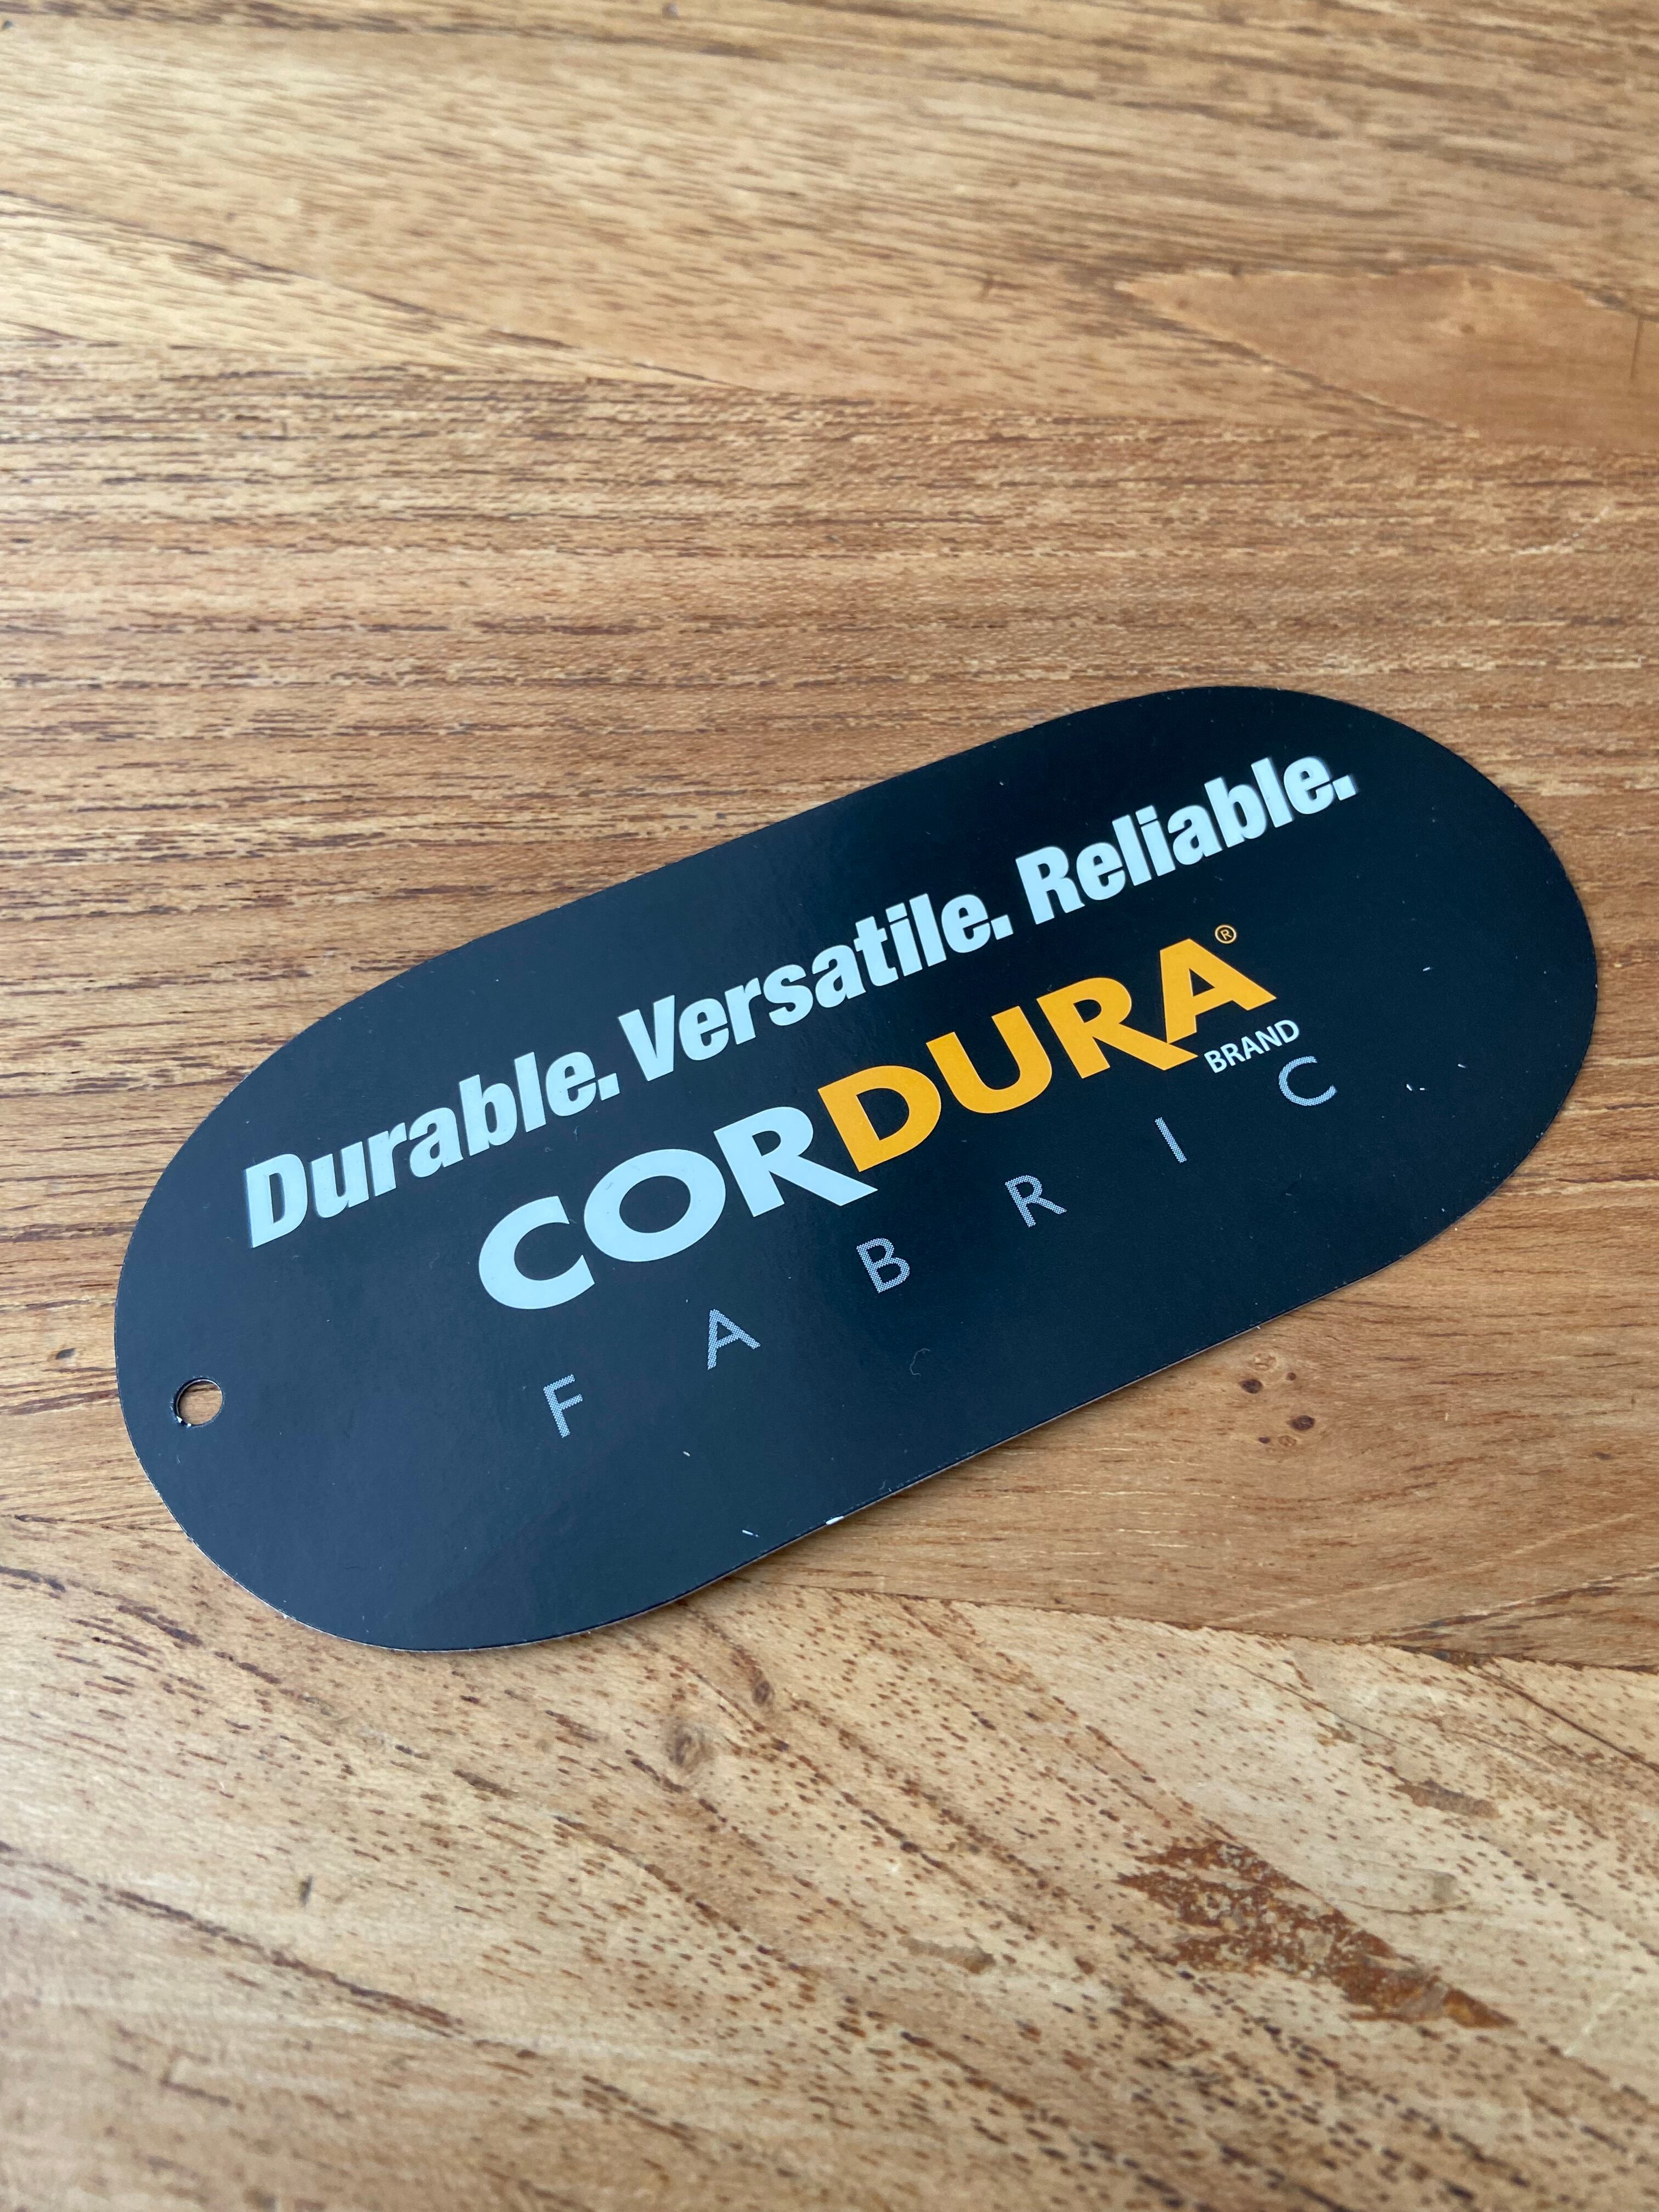 Durable. Versatile. Reliable.
CORDURA®
BRAND
FABRIC